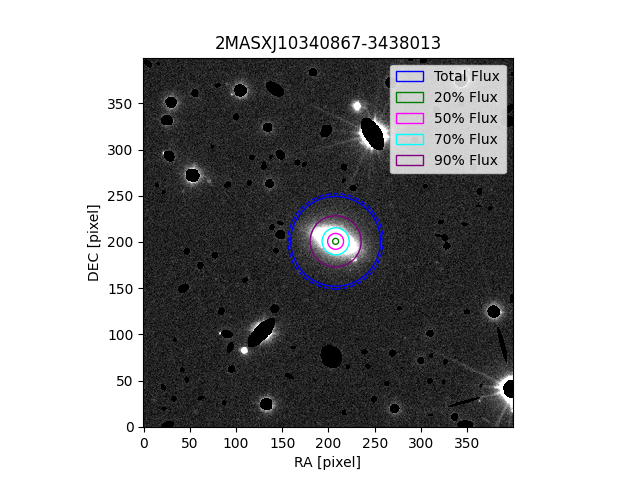 2MASXJ10340867-3438013
Total Flux
20% Flux
50% Flux
70% Flux
90% Flux
350
300
250
200
150
100
50
0
DEC [pixel]
0 50 100 150 200 250 300 350
RA [pixel]